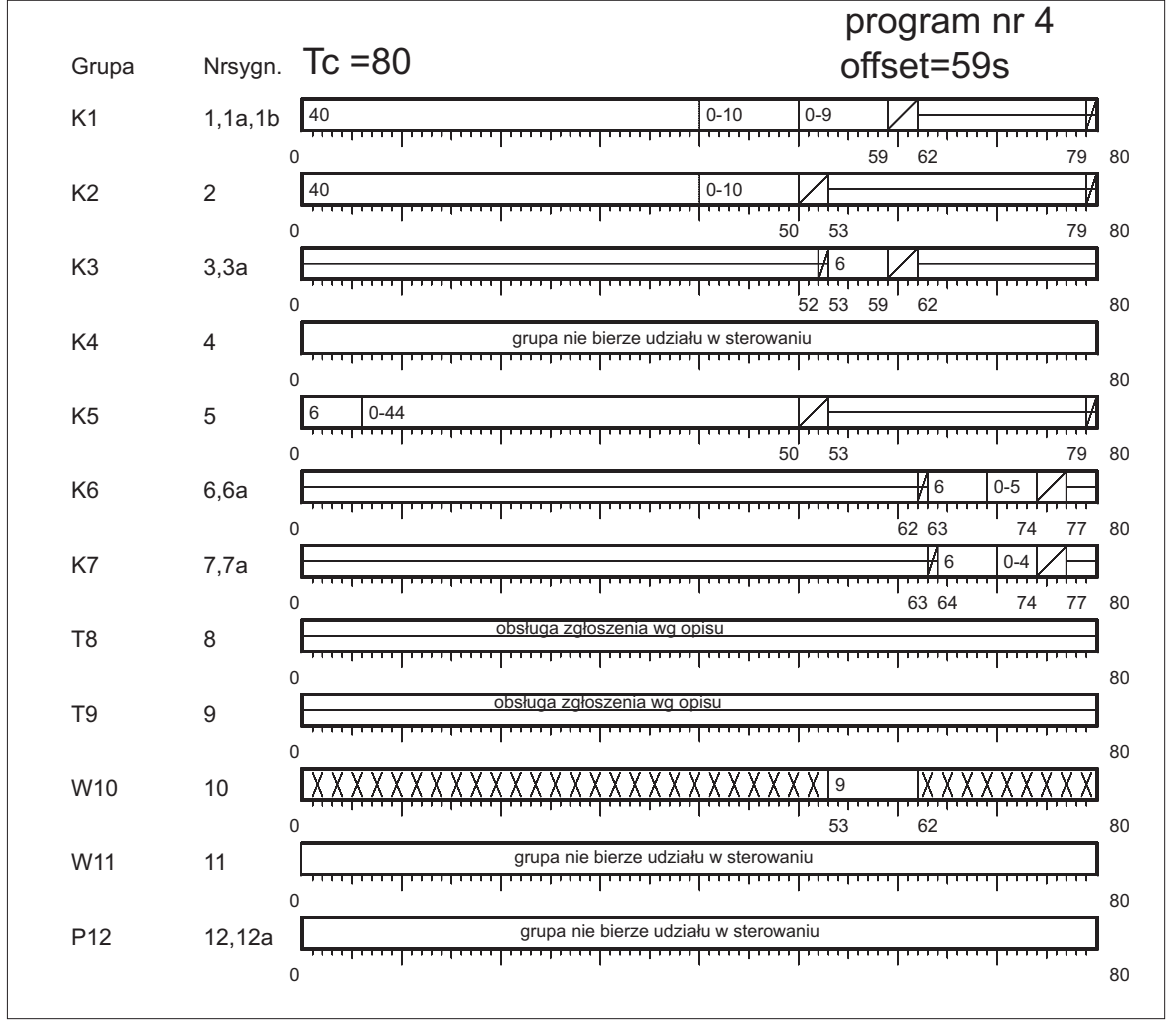 program nr 4
Grupa Nrsygn. Tc =80 offset=59s
K1 1,1a,1b 40 0-10 0-9
0 59 62 79 80
K2 2 40 0-10
0 50 53 79 80
K3 3,3a 6
0 52 53 59 62 80
K4 4 grupa nie bierze udziału w sterowaniu
0 80
K5 5 6 0-44
0 50 53 79 80
K6 6,6a 6 0-5
0 62 63 74 77 80
K7 7,7a 6 0-4
0 63 64 74 77 80
T8 8 obsługa zgłoszenia wg opisu
0 80
T9 9 obsługa zgłoszenia wg opisu
0 80
W10 10 9
0 53 62 80
W11 11 grupa nie bierze udziału w sterowaniu
0 80
P12 12,12a grupa nie bierze udziału w sterowaniu
0 80